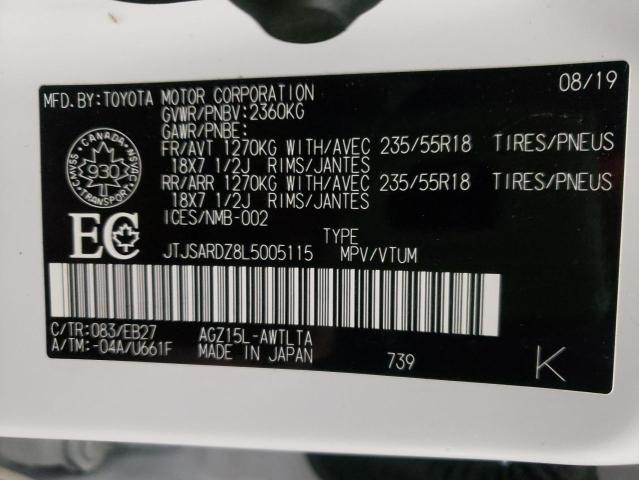 MFD.BY:TOYOTA MOTOR CORPORATION 08/19
GVWR/PNBV:2360KG
GAWR/PNBE:
FR/AVT 1270KG WITH/AVEC 235/55R18 TIRES/PNEUS
18X7 1/2J RIMS/JANTES
RR/ARR 1270KG WITH/AVEC 235/55R18 TIRES/PNEUS
18X7 1/2J RIMS/JANTES
ICES/NMB-002
CANADA
CMVSS 930 NSVAC
TRANSPORT
EC
TYPE
JTJSARDZ8L5005115 MPV/VTUM
C/TR:083/EB27 AGZ15L-AWTLTA
A/TM:-04A/U661F MADE IN JAPAN 739 K